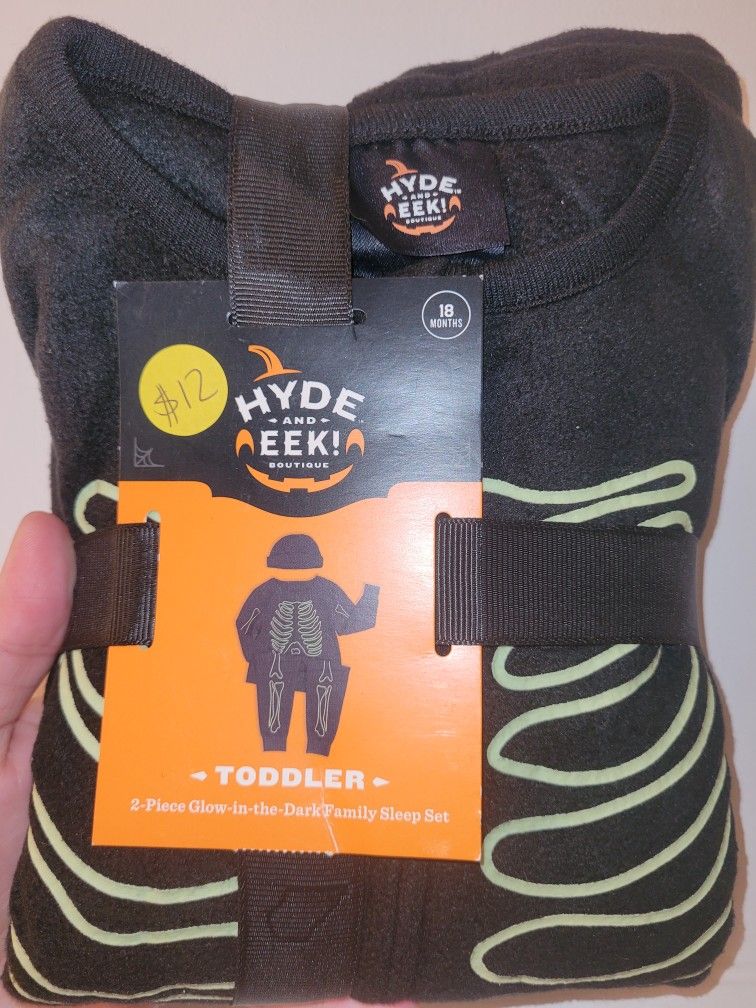 HYDE™
AND
EEK!
BOUTIQUE
18
MONTHS
$12
HYDE
AND
EEK!
BOUTIQUE
TODDLER
2-Piece Glow-in-the-Dark Family Sleep Set